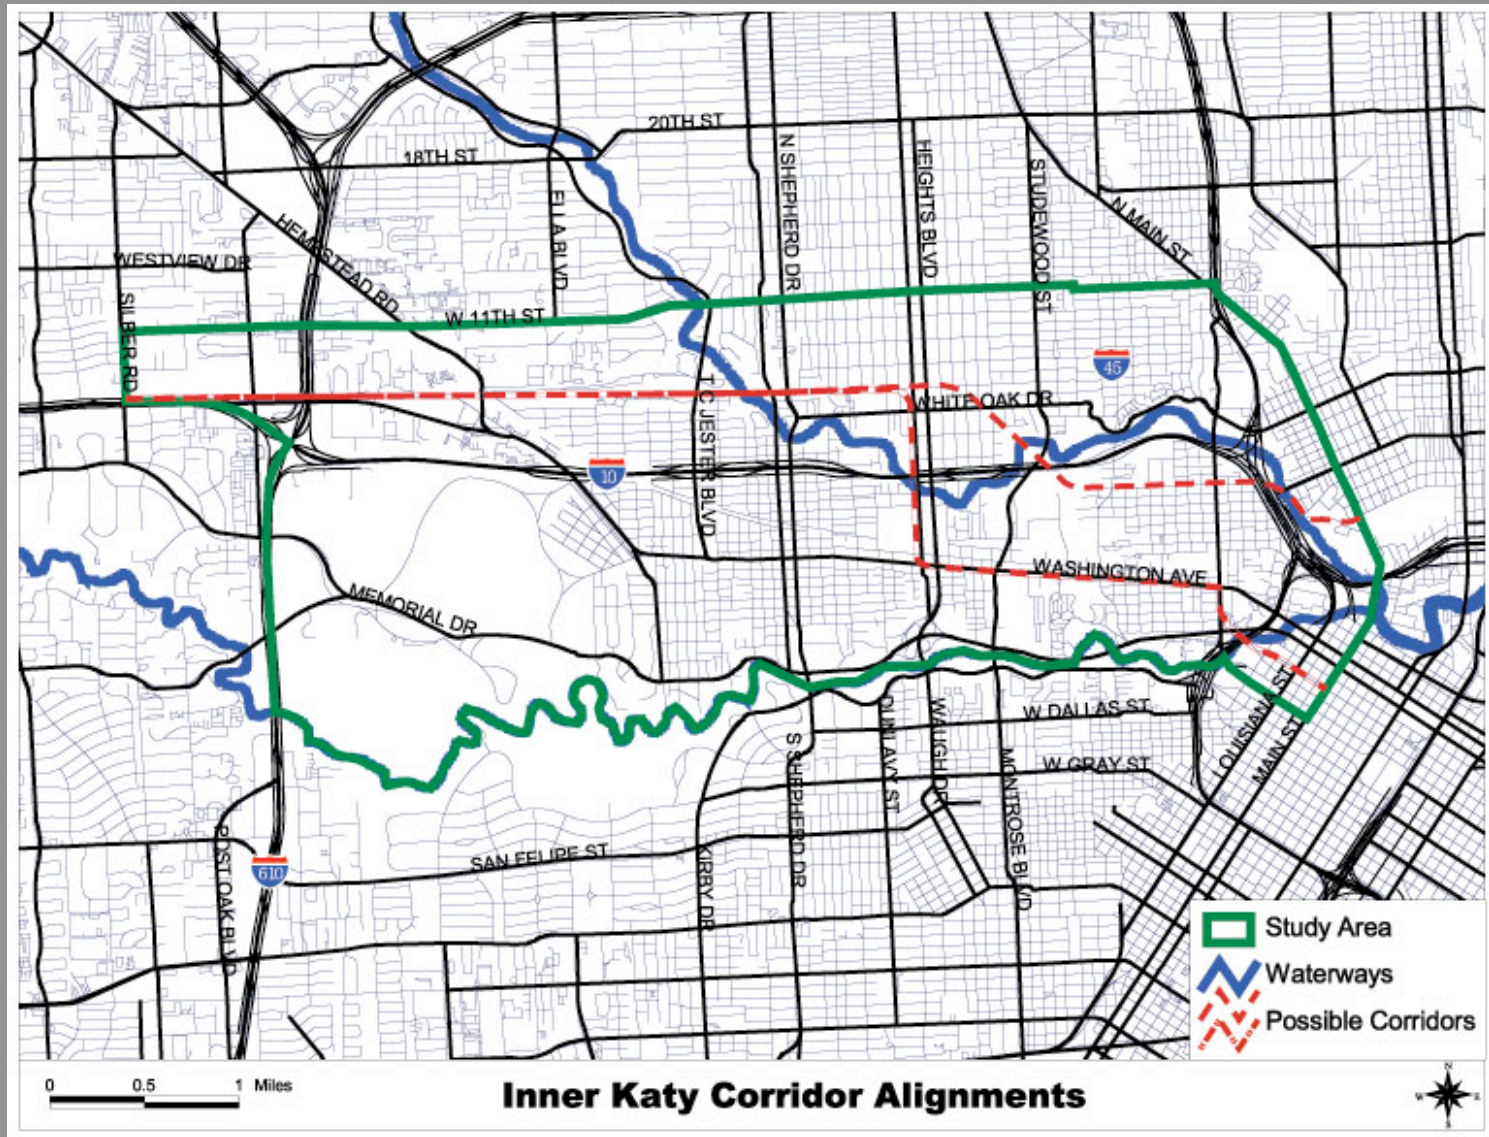 20TH ST
18TH ST
N SHEPHERD DR
HEIGHTS BLVD
STUDEWOOD ST
N MAIN ST
ELLA BLVD
HEMPSTEAD RD
WESTVIEW DR
SILBER RD
W 11TH ST
45
T C JESTER BLVD
WHITE OAK DR
10
WASHINGTON AVE
MEMORIAL DR
W DALLAS ST
LOUISIANA ST
MAIN ST
DUNLAVY ST
WAUGH DR
S SHEPHERD DR
W GRAY ST
MONTROSE BLVD
POST OAK BLVD
610
SAN FELIPE ST
KIRBY DR
Study Area
Waterways
Possible Corridors
0 0.5 1 Miles
Inner Katy Corridor Alignments
N
W E
S